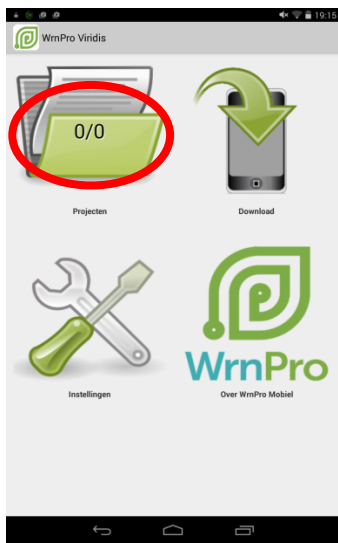 19:15
WrnPro Viridis
0/0
Projecten
Download
WrnPro
Instellingen
Over WrnPro Mobiel